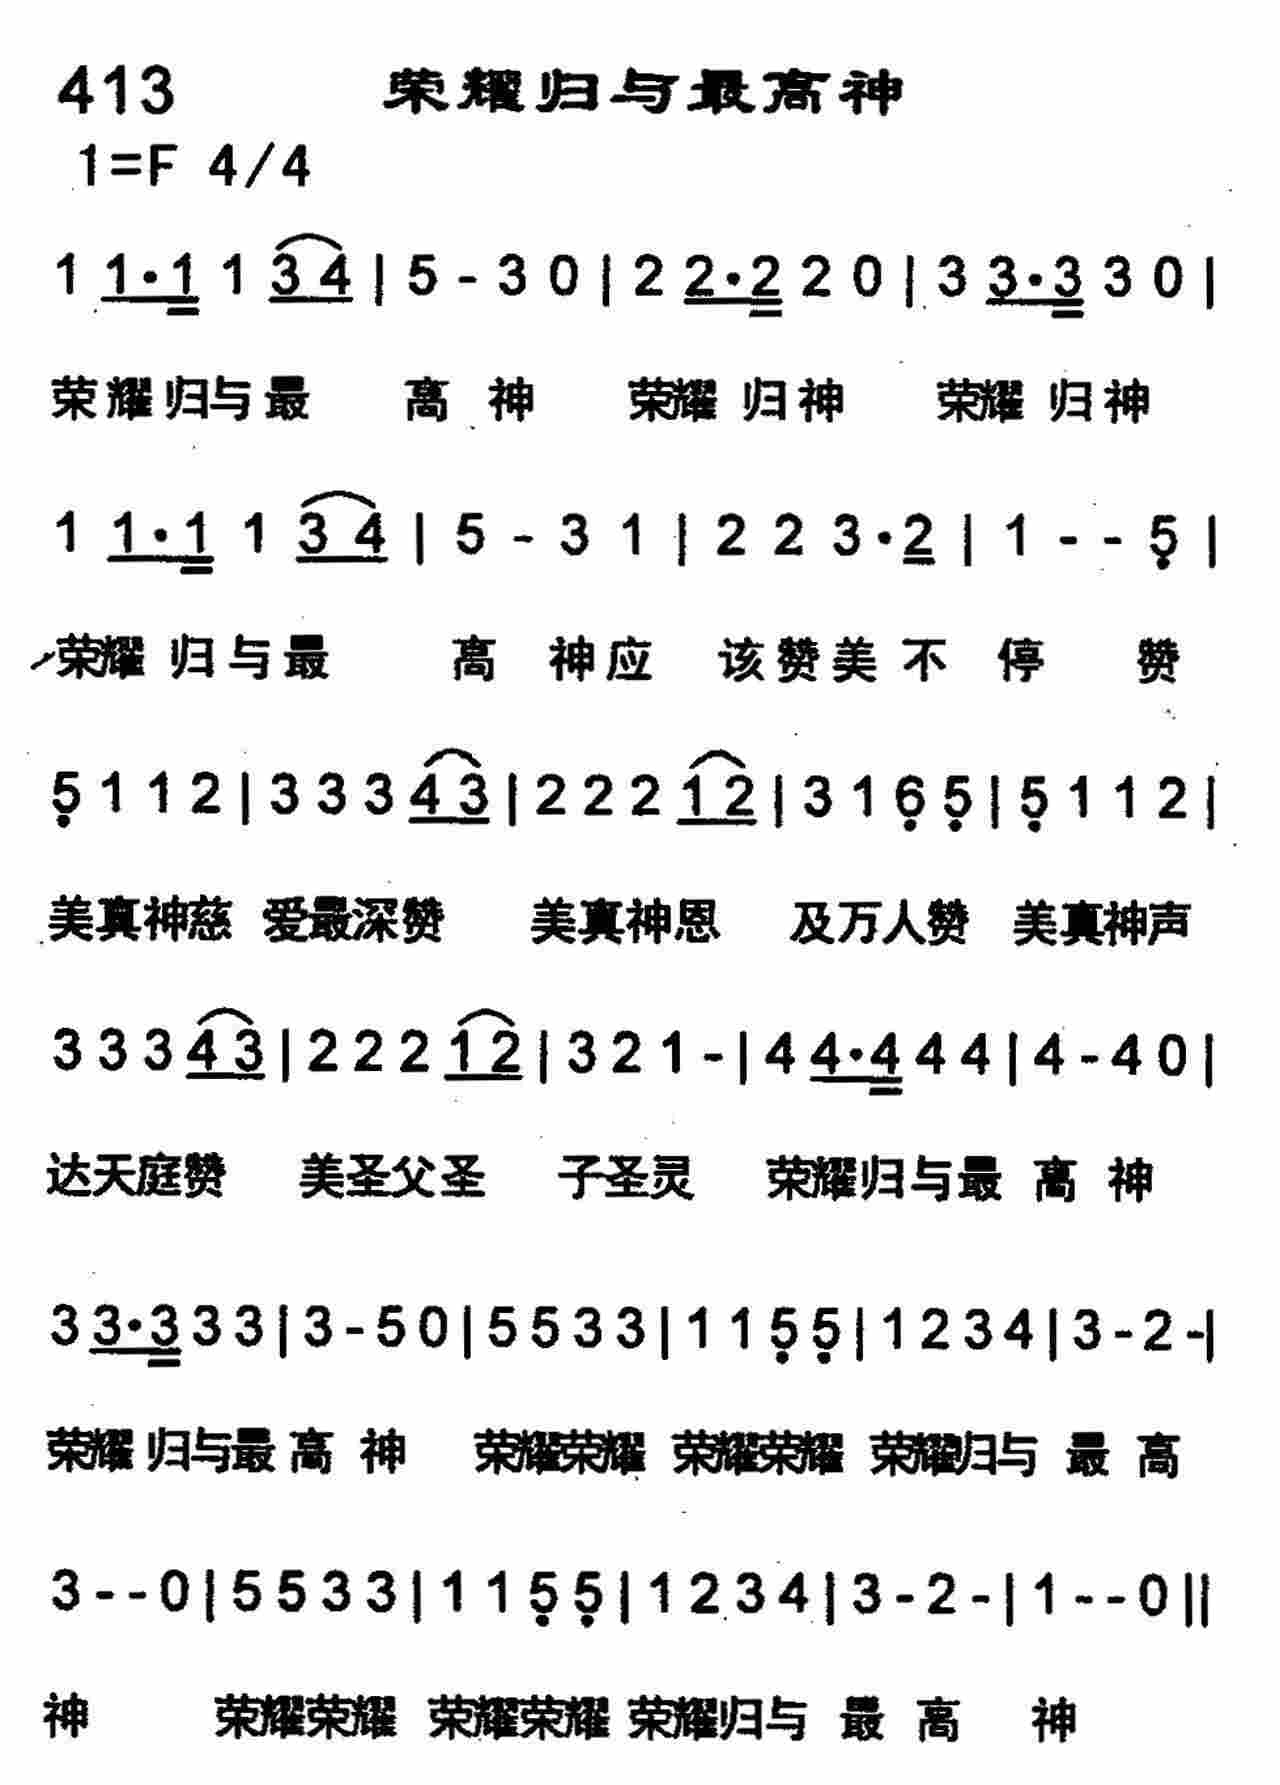 413 荣耀归与最高神
1=F 4/4
1 1·1 1 3 4 | 5 - 3 0 | 2 2·2 2 0 | 3 3·3 3 0 |
荣耀归与最 高 神 荣耀 归神 荣耀 归神
1 1·1 1 3 4 | 5 - 3 1 | 2 2 3·2 | 1 - - 5 |
荣耀 归与最 高 神应 该赞美不 停 赞
5 1 1 2 | 3 3 3 4 3 | 2 2 2 1 2 | 3 1 6 5 | 5 1 1 2 |
美真神慈 爱最深赞 美真神恩 及万人赞 美真神声
3 3 3 4 3 | 2 2 2 1 2 | 3 2 1 - | 4 4·4 4 4 | 4 - 4 0 |
达天庭赞 美圣父圣 子圣灵 荣耀归与最 高 神
3 3·3 3 3 | 3 - 5 0 | 5 5 3 3 | 1 1 5 5 | 1 2 3 4 | 3 - 2 - |
荣耀 归与最 高 神 荣耀荣耀 荣耀荣耀 荣耀归与 最 高
3 - - 0 | 5 5 3 3 | 1 1 5 5 | 1 2 3 4 | 3 - 2 - | 1 - - 0 ||
神 荣耀荣耀 荣耀荣耀 荣耀归与 最 高 神